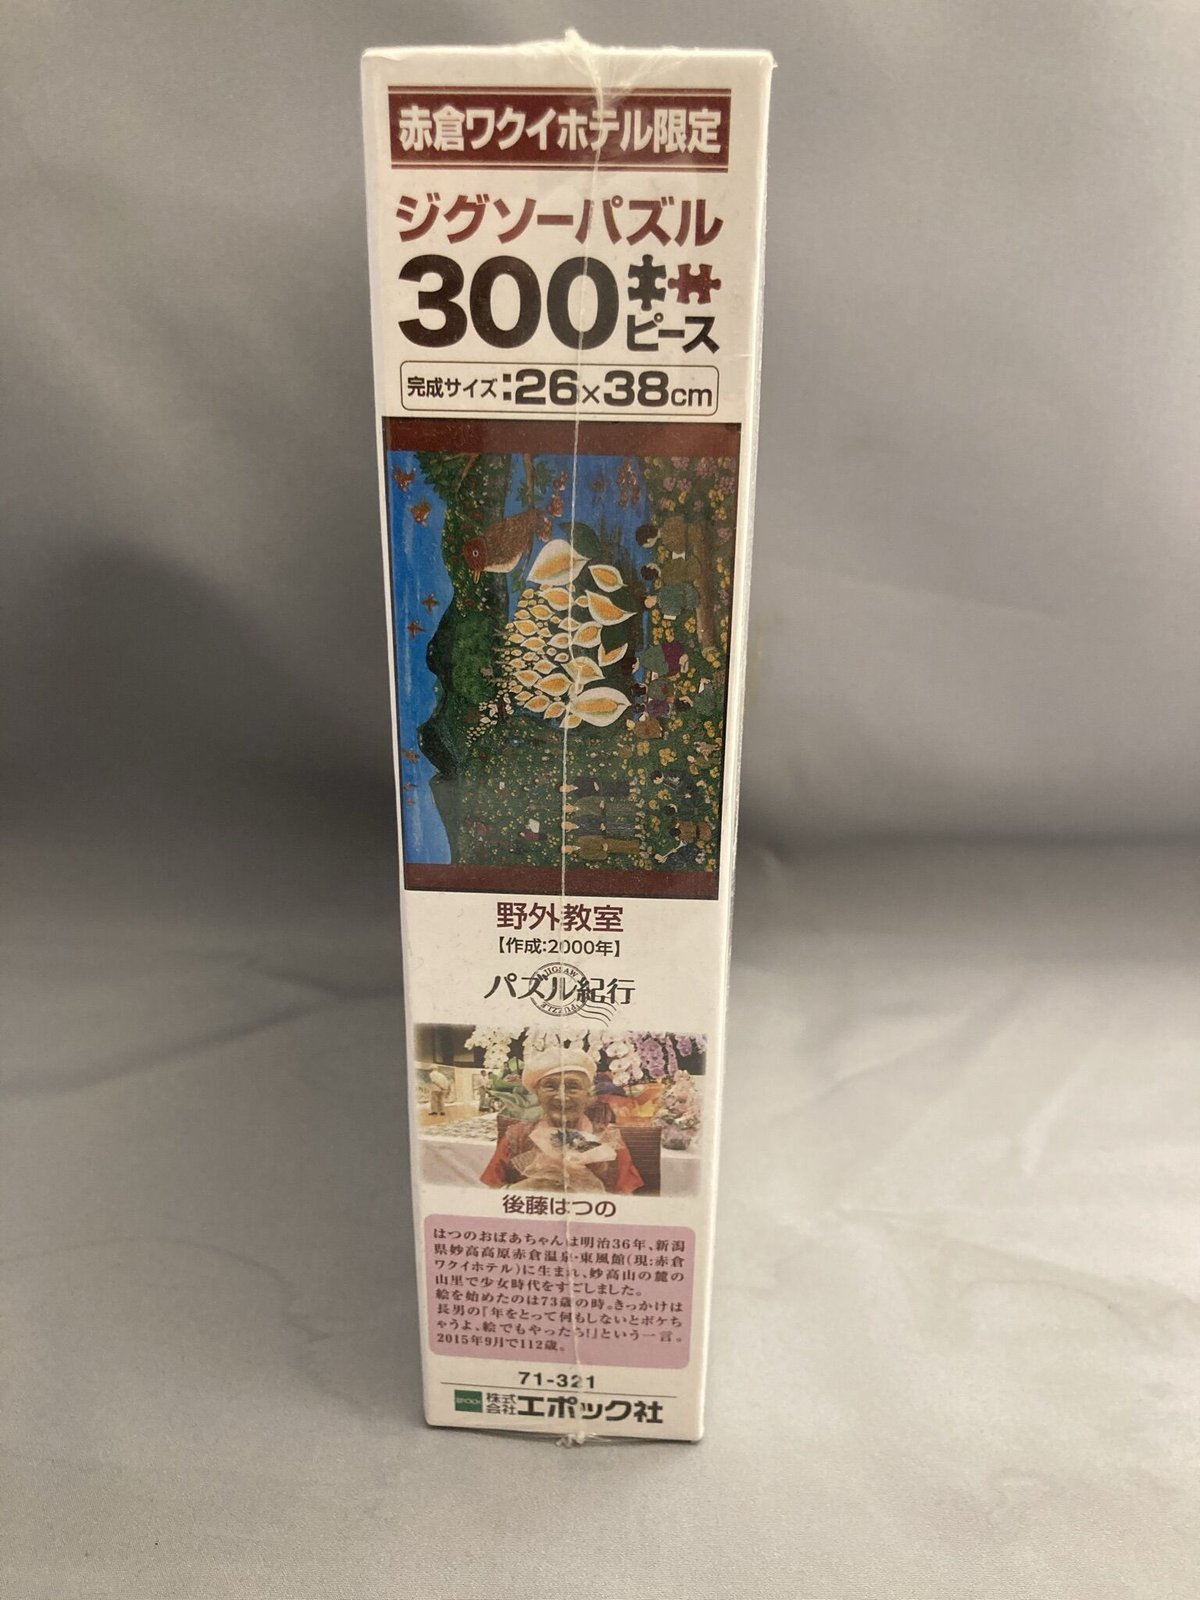 赤倉ワクイホテル限定
ジグソーパズル
300ピース
完成サイズ:26×38cm
野外教室
【作成:2000年】
パズル紀行
JIGSAW
PUZZLE
後藤はつの
はつのおばあちゃんは明治36年、新潟
県妙高高原赤倉温泉・東風館(現:赤倉
ワクイホテル)に生まれ、妙高山の麓の
山里で少女時代をすごしました。
絵を始めたのは73歳の時。きっかけは
長男の『年をとって何もしないとボケち
ゃうよ、絵でもやったら!』という一言。
2015年9月で112歳。
71-321
EPOCH 株式会社エポック社